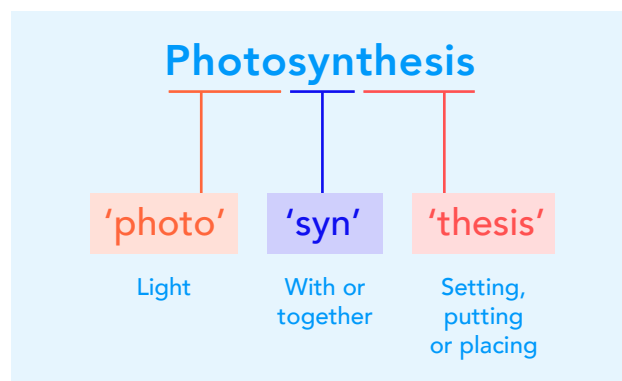 Photosynthesis
‘photo’ ‘syn’ ‘thesis’
Light
With or
together
Setting,
putting
or placing